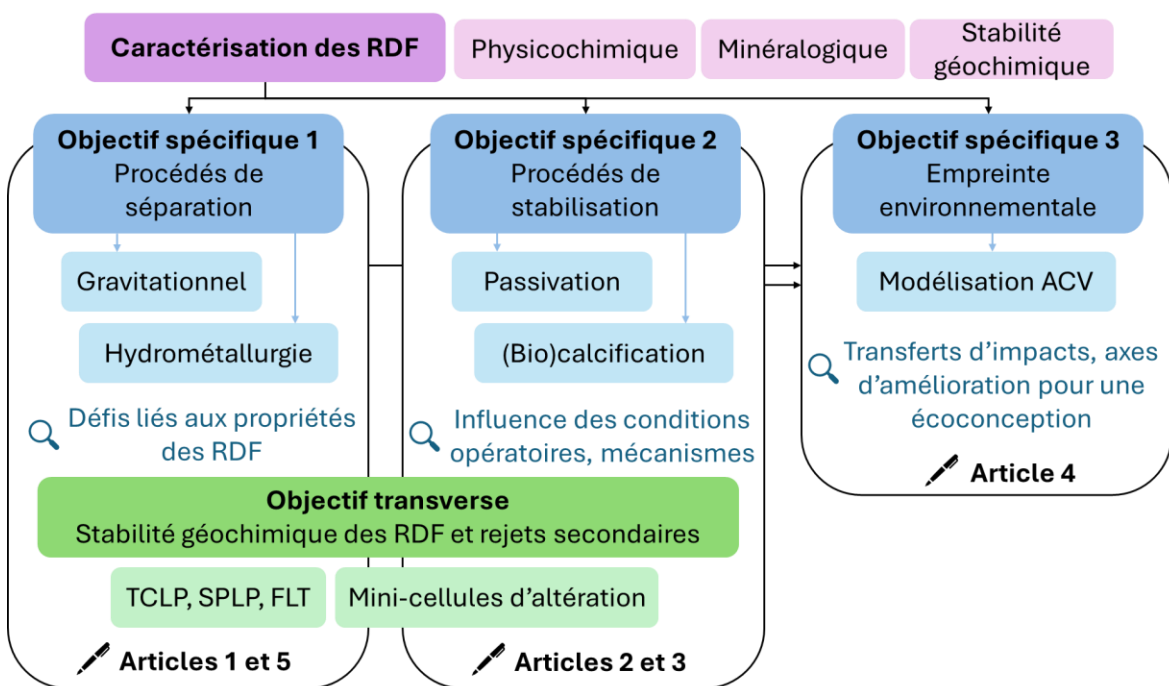 Caractérisation des RDF
Physicochimique
Minéralogique
Stabilité
géochimique
Objectif spécifique 1
Procédés de
séparation
Gravitationnel
Hydrométallurgie
Défis liés aux propriétés
des RDF
Objectif spécifique 2
Procédés de
stabilisation
Passivation
(Bio)calcification
Influence des conditions
opératoires, mécanismes
Objectif spécifique 3
Empreinte
environnementale
Modélisation ACV
Transferts d’impacts, axes
d’amélioration pour une
écoconception
Article 4
Objectif transverse
Stabilité géochimique des RDF et rejets secondaires
TCLP, SPLP, FLT
Mini-cellules d’altération
Articles 1 et 5
Articles 2 et 3